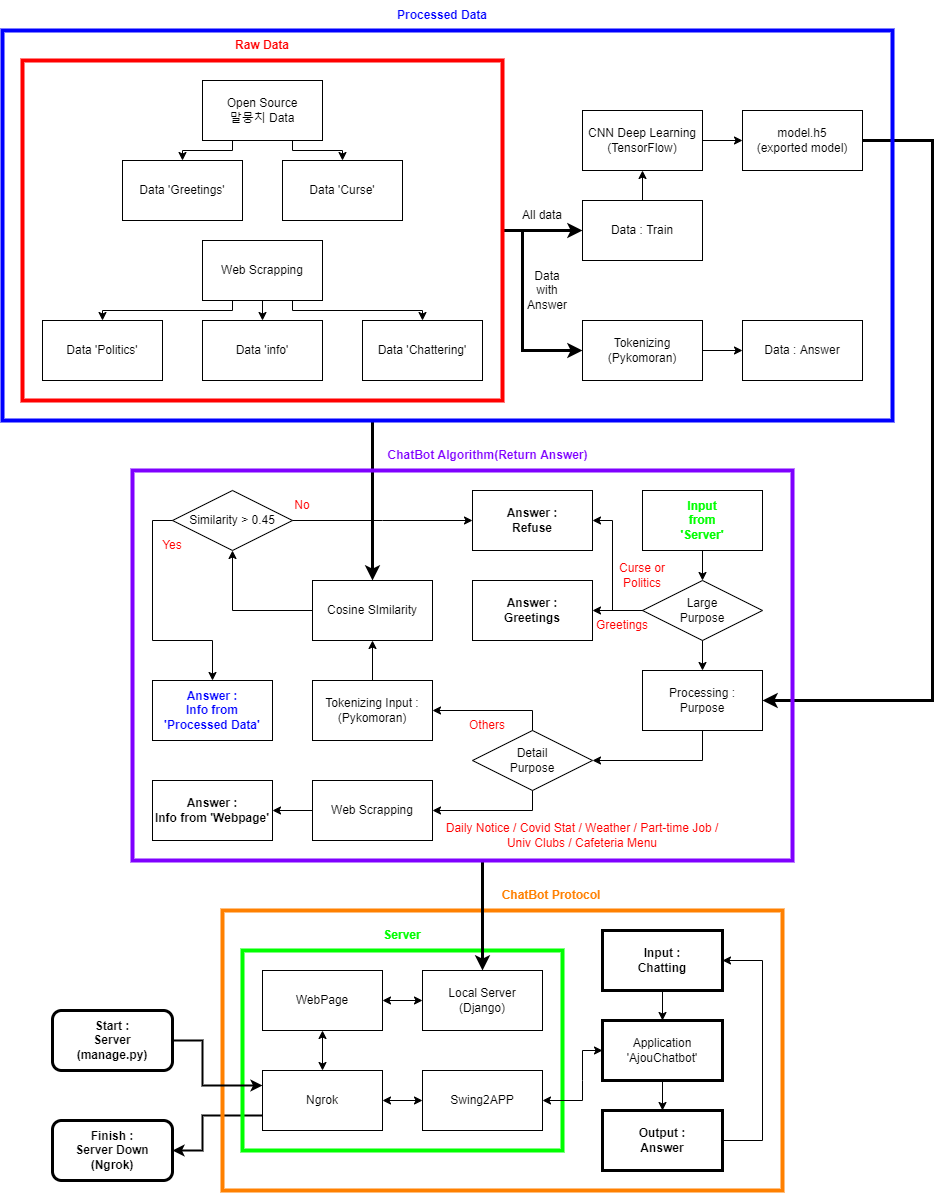 Processed Data
Raw Data
Open Source
말뭉치 Data
Data 'Greetings'
Data 'Curse'
Web Scrapping
Data 'Politics'
Data 'info'
Data 'Chattering'
All data
Data
with
Answer
CNN Deep Learning
(TensorFlow)
model.h5
(exported model)
Data : Train
Tokenizing
(Pykomoran)
Data : Answer
ChatBot Algorithm(Return Answer)
Similarity > 0.45
No
Yes
Answer :
Refuse
Input
from
'Server'
Curse or
Politics
Cosine SImilarity
Answer :
Greetings
Greetings
Large
Purpose
Answer :
Info from
'Processed Data'
Tokenizing Input :
(Pykomoran)
Others
Processing :
Purpose
Detail
Purpose
Answer :
Info from 'Webpage'
Web Scrapping
Daily Notice / Covid Stat / Weather / Part-time Job /
Univ Clubs / Cafeteria Menu
ChatBot Protocol
Server
WebPage
Local Server
(Django)
Input :
Chatting
Start :
Server
(manage.py)
Application
'AjouChatbot'
Ngrok
Swing2APP
Finish :
Server Down
(Ngrok)
Output :
Answer